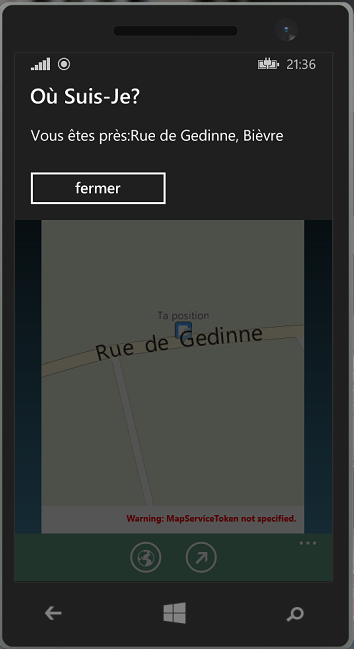 21:36
Où Suis-Je?
Vous êtes près:Rue de Gedinne, Bièvre
fermer
Ta position
Rue de Gedinne
Warning: MapServiceToken not specified.